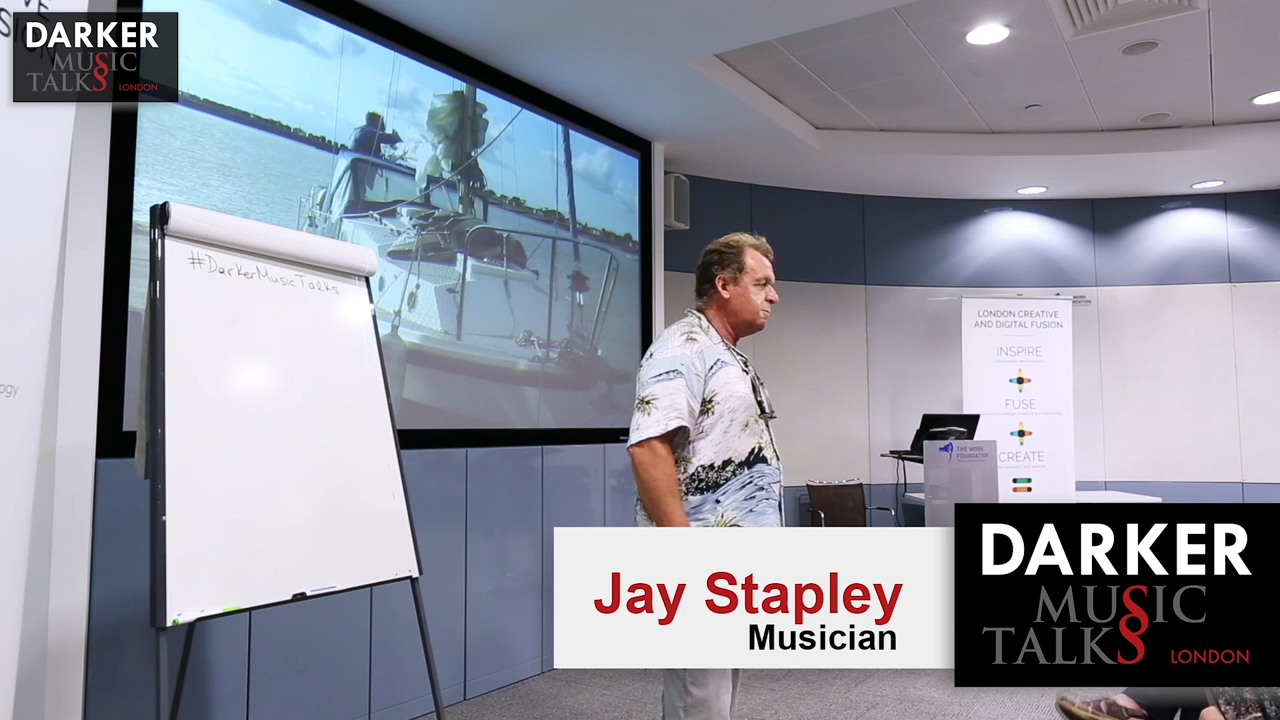 DARKER
MUSIC
TALKS
LONDON
#DarkerMusicTalks
ogy
LONDON CREATIVE
AND DIGITAL FUSION
INSPIRE
FUSE
CREATE
THE WORK
FOUNDATION
Jay Stapley
Musician
DARKER
MUSIC
TALKS
LONDON